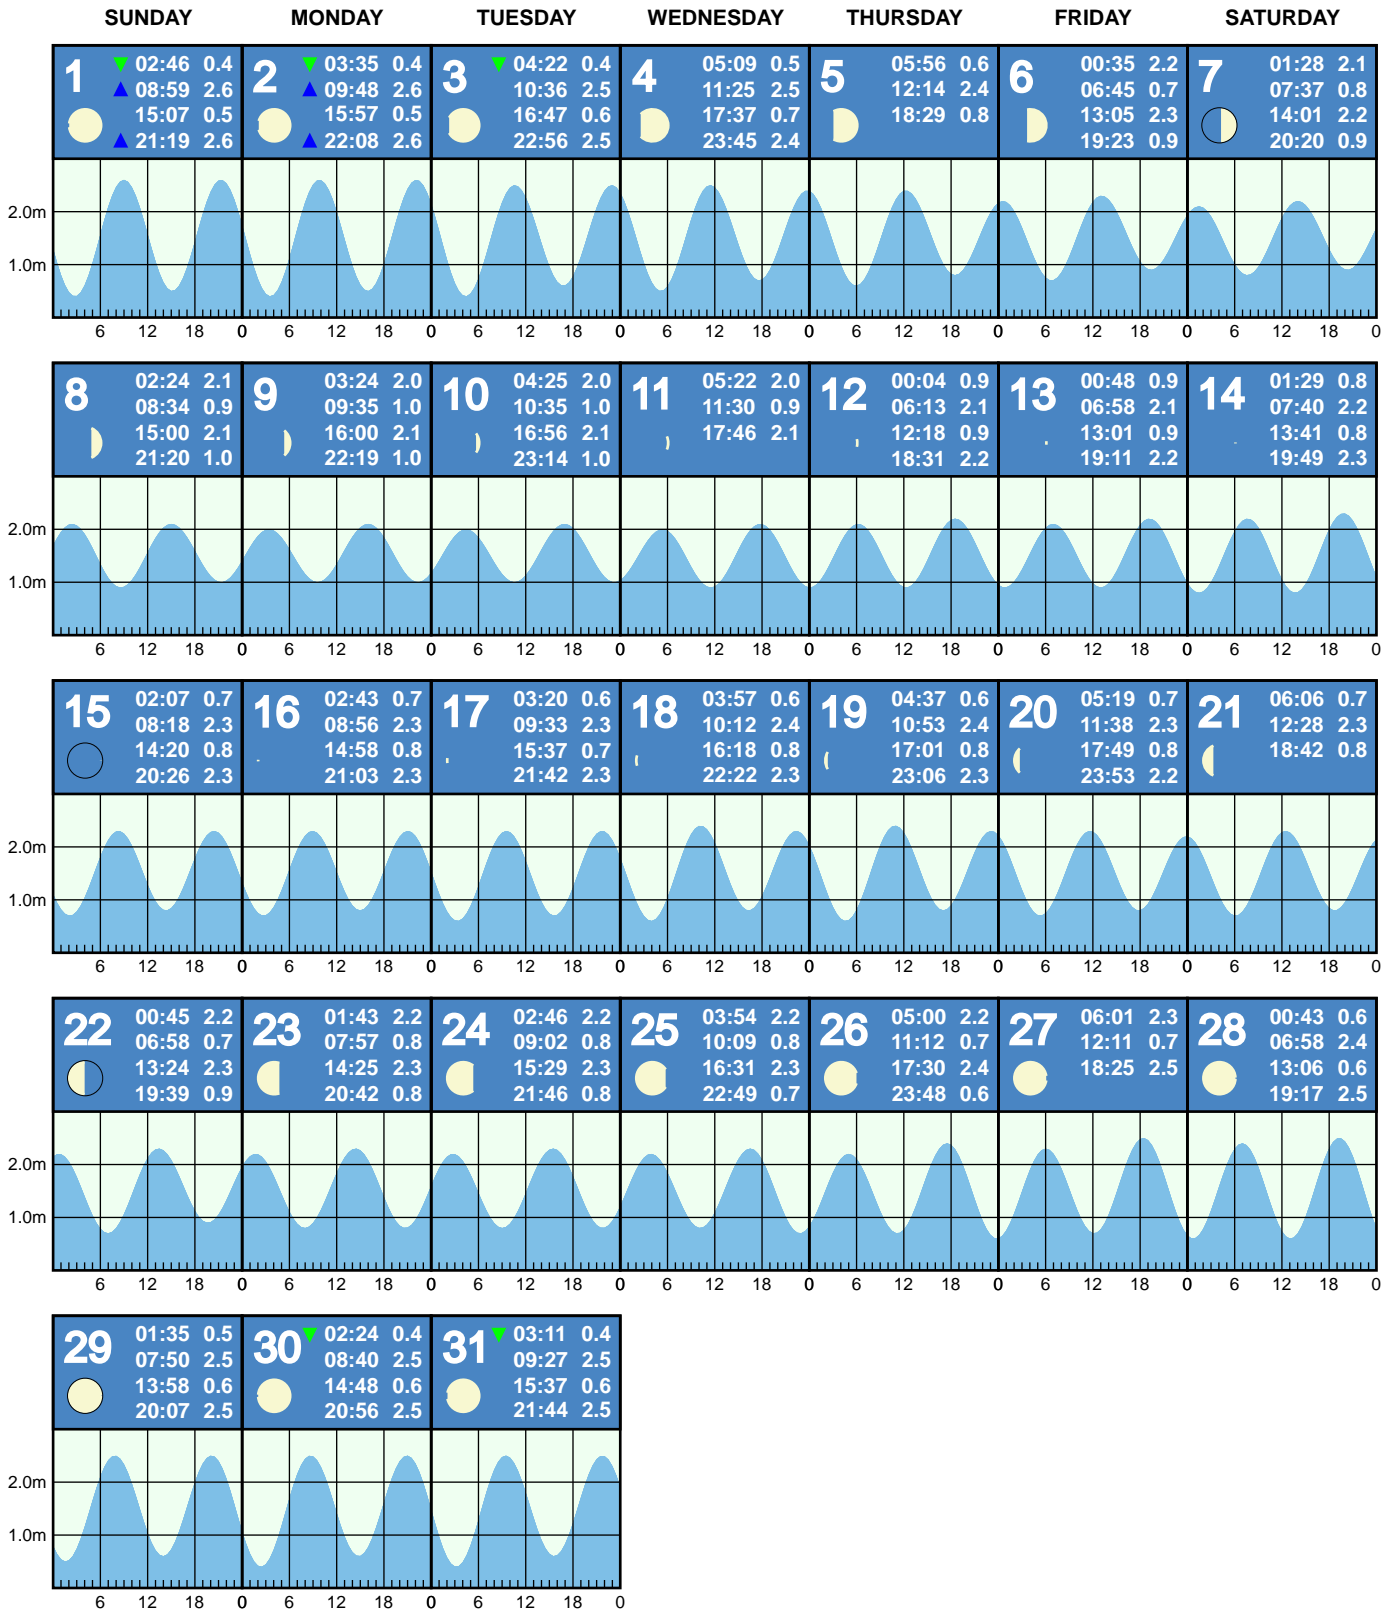 SUNDAY MONDAY TUESDAY WEDNESDAY THURSDAY FRIDAY SATURDAY
1 02:46 0.4
08:59 2.6
15:07 0.5
21:19 2.6
2 03:35 0.4
09:48 2.6
15:57 0.5
22:08 2.6
3 04:22 0.4
10:36 2.5
16:47 0.6
22:56 2.5
4 05:09 0.5
11:25 2.5
17:37 0.7
23:45 2.4
5 05:56 0.6
12:14 2.4
18:29 0.8
6 00:35 2.2
06:45 0.7
13:05 2.3
19:23 0.9
7 01:28 2.1
07:37 0.8
14:01 2.2
20:20 0.9
2.0m
1.0m
6 12 18 0 6 12 18 0 6 12 18 0 6 12 18 0 6 12 18 0 6 12 18 0 6 12 18 0
8 02:24 2.1
08:34 0.9
15:00 2.1
21:20 1.0
9 03:24 2.0
09:35 1.0
16:00 2.1
22:19 1.0
10 04:25 2.0
10:35 1.0
16:56 2.1
23:14 1.0
11 05:22 2.0
11:30 0.9
17:46 2.1
12 00:04 0.9
06:13 2.1
12:18 0.9
18:31 2.2
13 00:48 0.9
06:58 2.1
13:01 0.9
19:11 2.2
14 01:29 0.8
07:40 2.2
13:41 0.8
19:49 2.3
2.0m
1.0m
6 12 18 0 6 12 18 0 6 12 18 0 6 12 18 0 6 12 18 0 6 12 18 0 6 12 18 0
15 02:07 0.7
08:18 2.3
14:20 0.8
20:26 2.3
16 02:43 0.7
08:56 2.3
14:58 0.8
21:03 2.3
17 03:20 0.6
09:33 2.3
15:37 0.7
21:42 2.3
18 03:57 0.6
10:12 2.4
16:18 0.8
22:22 2.3
19 04:37 0.6
10:53 2.4
17:01 0.8
23:06 2.3
20 05:19 0.7
11:38 2.3
17:49 0.8
23:53 2.2
21 06:06 0.7
12:28 2.3
18:42 0.8
2.0m
1.0m
6 12 18 0 6 12 18 0 6 12 18 0 6 12 18 0 6 12 18 0 6 12 18 0 6 12 18 0
22 00:45 2.2
06:58 0.7
13:24 2.3
19:39 0.9
23 01:43 2.2
07:57 0.8
14:25 2.3
20:42 0.8
24 02:46 2.2
09:02 0.8
15:29 2.3
21:46 0.8
25 03:54 2.2
10:09 0.8
16:31 2.3
22:49 0.7
26 05:00 2.2
11:12 0.7
17:30 2.4
23:48 0.6
27 06:01 2.3
12:11 0.7
18:25 2.5
28 00:43 0.6
06:58 2.4
13:06 0.6
19:17 2.5
2.0m
1.0m
6 12 18 0 6 12 18 0 6 12 18 0 6 12 18 0 6 12 18 0 6 12 18 0 6 12 18 0
29 01:35 0.5
07:50 2.5
13:58 0.6
20:07 2.5
30 02:24 0.4
08:40 2.5
14:48 0.6
20:56 2.5
31 03:11 0.4
09:27 2.5
15:37 0.6
21:44 2.5
2.0m
1.0m
6 12 18 0 6 12 18 0 6 12 18 0